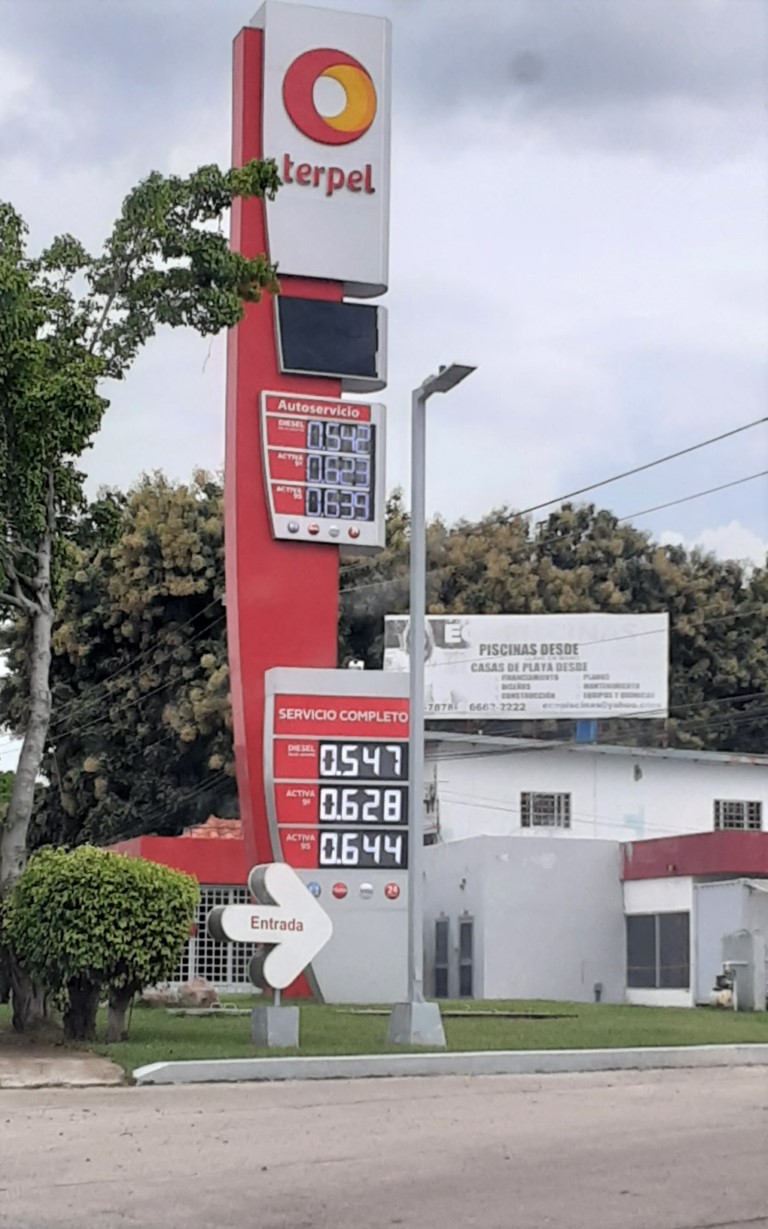 terpel
Autoservicio
DIESEL
0.542
ACTIVA
91
0.623
ACTIVA
95
0.639
SERVICIO COMPLETO
DIESEL
0.547
ACTIVA
91
0.628
ACTIVA
95
0.644
24
Entrada
PISCINAS DESDE
CASAS DE PLAYA DESDE
FINANCIAMIENTO
PLANOS
DISEÑOS
MANTENIMIENTO
CONSTRUCCIÓN
EQUIPOS Y QUIMICOS
6667-2222